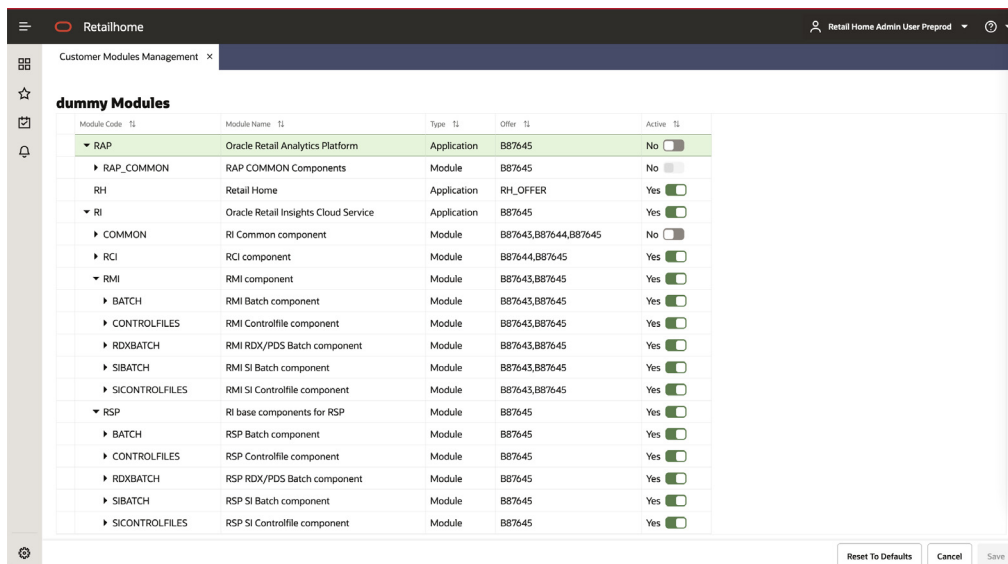 Retailhome
Retail Home Admin User Preprod
Customer Modules Management ×
dummy Modules
Module Code Module Name Type Offer Active
RAP Oracle Retail Analytics Platform Application B87645 No
RAP_COMMON RAP COMMON Components Module B87645 No
RH Retail Home Application RH_OFFER Yes
RI Oracle Retail Insights Cloud Service Application B87645 Yes
COMMON RI Common component Module B87643,B87644,B87645 No
RCI RCI component Module B87644,B87645 Yes
RMI RMI component Module B87643,B87645 Yes
BATCH RMI Batch component Module B87643,B87645 Yes
CONTROLFILES RMI Controlfile component Module B87643,B87645 Yes
RDXBATCH RMI RDX/PDS Batch component Module B87643,B87645 Yes
SIBATCH RMI SI Batch component Module B87643,B87645 Yes
SICONTROLFILES RMI SI Controlfile component Module B87643,B87645 Yes
RSP RI base components for RSP Module B87645 Yes
BATCH RSP Batch component Module B87645 Yes
CONTROLFILES RSP Controlfile component Module B87645 Yes
RDXBATCH RSP RDX/PDS Batch component Module B87645 Yes
SIBATCH RSP SI Batch component Module B87645 Yes
SICONTROLFILES RSP SI Controlfile component Module B87645 Yes
Reset To Defaults Cancel Save